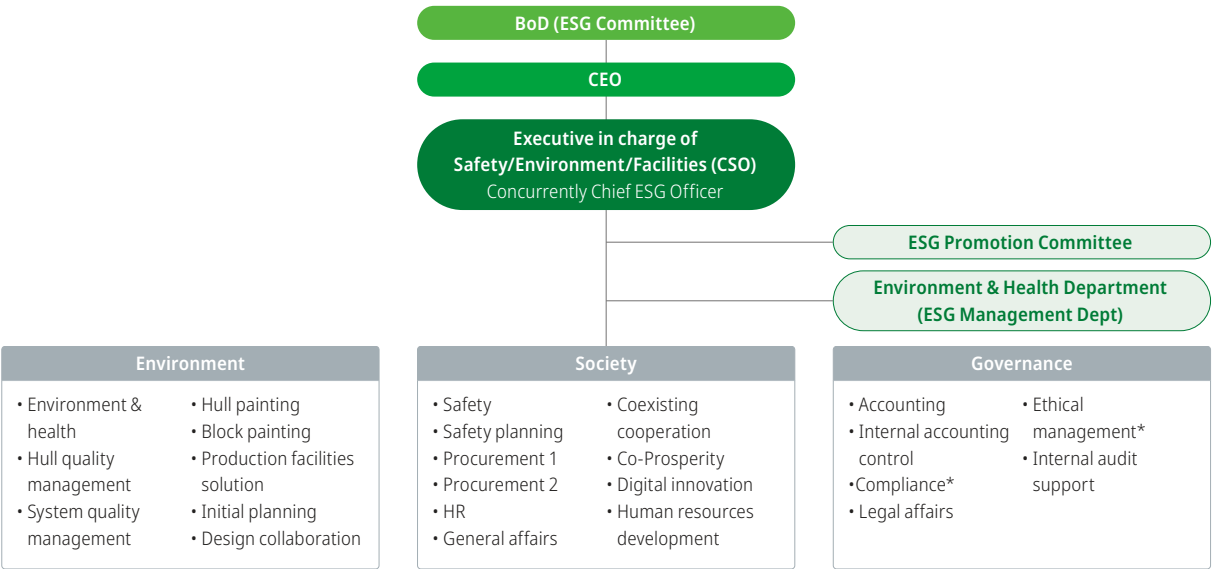 BoD (ESG Committee)
CEO
Executive in charge of
Safety/Environment/Facilities (CSO)
Concurrently Chief ESG Officer
ESG Promotion Committee
Environment & Health Department
(ESG Management Dept)
Environment
• Environment &
health
• Hull quality
management
• System quality
management
• Hull painting
• Block painting
• Production facilities
solution
• Initial planning
• Design collaboration
Society
• Safety
• Safety planning
• Procurement 1
• Procurement 2
• HR
• General affairs
• Coexisting
cooperation
• Co-Prosperity
• Digital innovation
• Human resources
development
Governance
• Accounting
• Internal accounting
control
•Compliance*
• Legal affairs
• Ethical
management*
• Internal audit
support